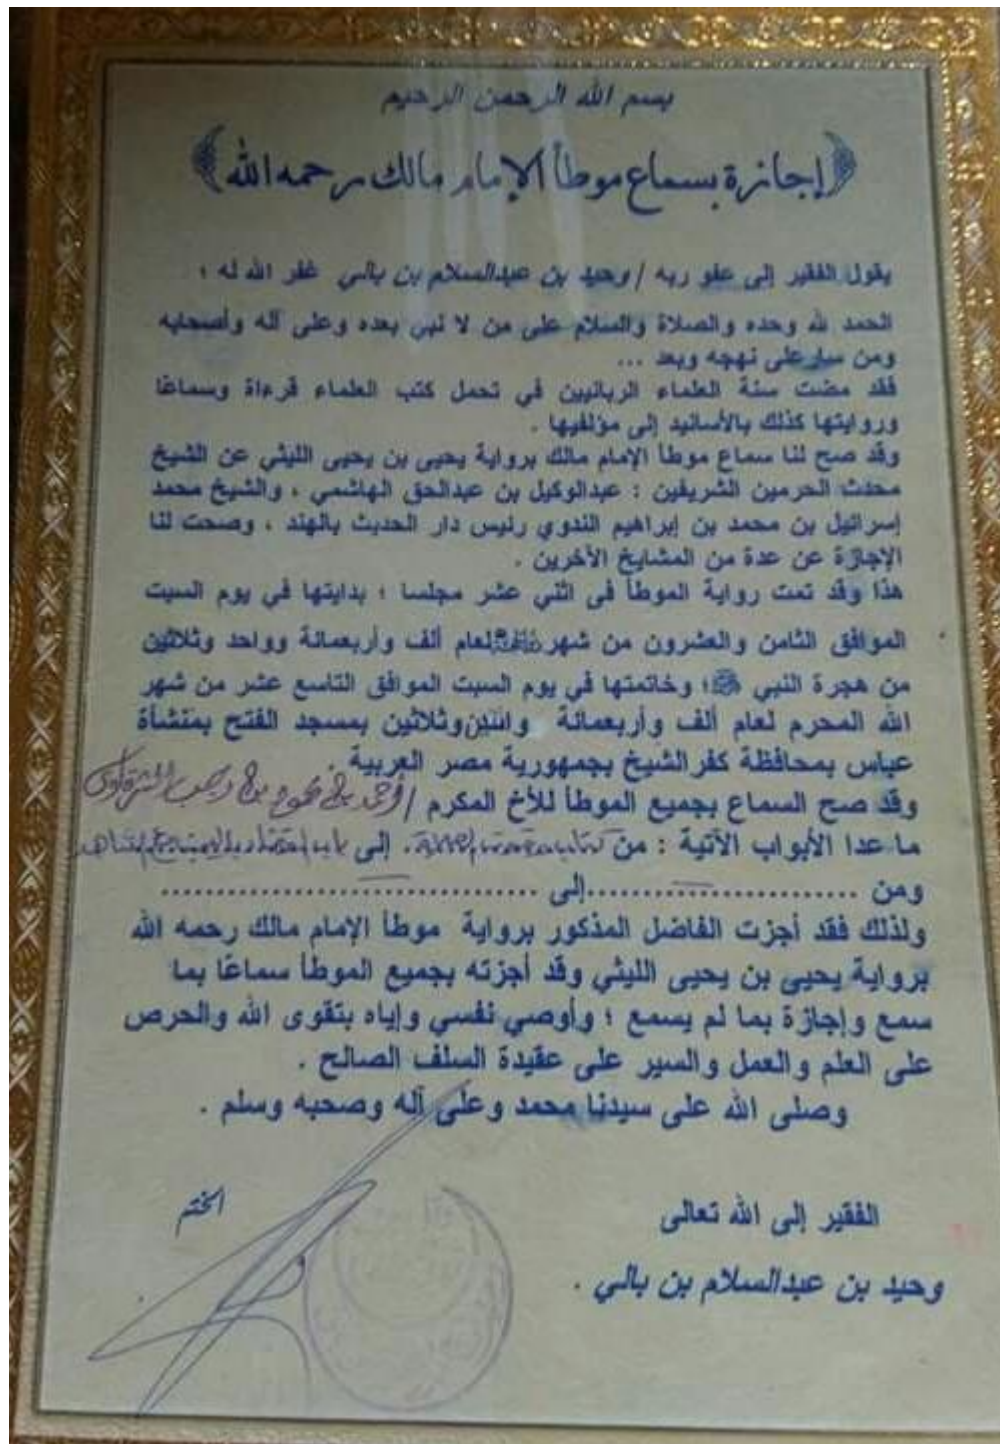 بسم الله الرحمن الرحيم
إجازة بسماع موطأ الإمام مالك رحمه الله
يقول الفقير إلى عفو ربه / وحيد بن عبدالسلام بن بالي غفر الله له ؛
الحمد لله وحده والصلاة والسلام على من لا نبي بعده وعلى آله وأصحابه
ومن سار على نهجه وبعد ...
فقد مضت سنة العلماء الربانيين في تحمل كتب العلماء قرءاة وسماعًا
وروايتها كذلك بالأسانيد إلى مؤلفيها .
وقد صح لنا سماع موطأ الإمام مالك برواية يحيى بن يحيى الليثي عن الشيخ
محدث الحرمين الشريفين : عبدالوكيل بن عبدالحق الهاشمي ، والشيخ محمد
إسرائيل بن محمد بن إبراهيم الندوي رئيس دار الحديث بالهند ، وصحت لنا
الإجازة عن عدة من المشايخ الأخرين .
هذا وقد تمت رواية الموطأ فى اثني عشر مجلسا ؛ بدايتها في يوم السبت
الموافق الثامن والعشرون من شهر لعام ألف وأربعمائة وواحد وثلاثين
من هجرة النبي ﷺ؛ وخاتمتها في يوم السبت الموافق التاسع عشر من شهر
الله المحرم لعام ألف وأربعمائة واثنين وثلاثين بمسجد الفتح بمنشأة
عباس بمحافظة كفر الشيخ بجمهورية مصر العربية .
وقد صح السماع بجميع الموطأ للأخ المكرم /
ما عدا الأبواب الآتية : من إلى
ومن ........................إلى ................................
ولذلك فقد أجزت الفاضل المذكور برواية موطأ الإمام مالك رحمه الله
برواية يحيى بن يحيى الليثي وقد أجزته بجميع الموطأ سماعًا بما
سمع وإجازة بما لم يسمع ؛ وأوصي نفسي وإياه بتقوى الله والحرص
على العلم والعمل والسير على عقيدة السلف الصالح .
وصلى الله على سيدنا محمد وعلى آله وصحبه وسلم .
الختم
الفقير إلى الله تعالى
وحيد بن عبدالسلام بن بالي .